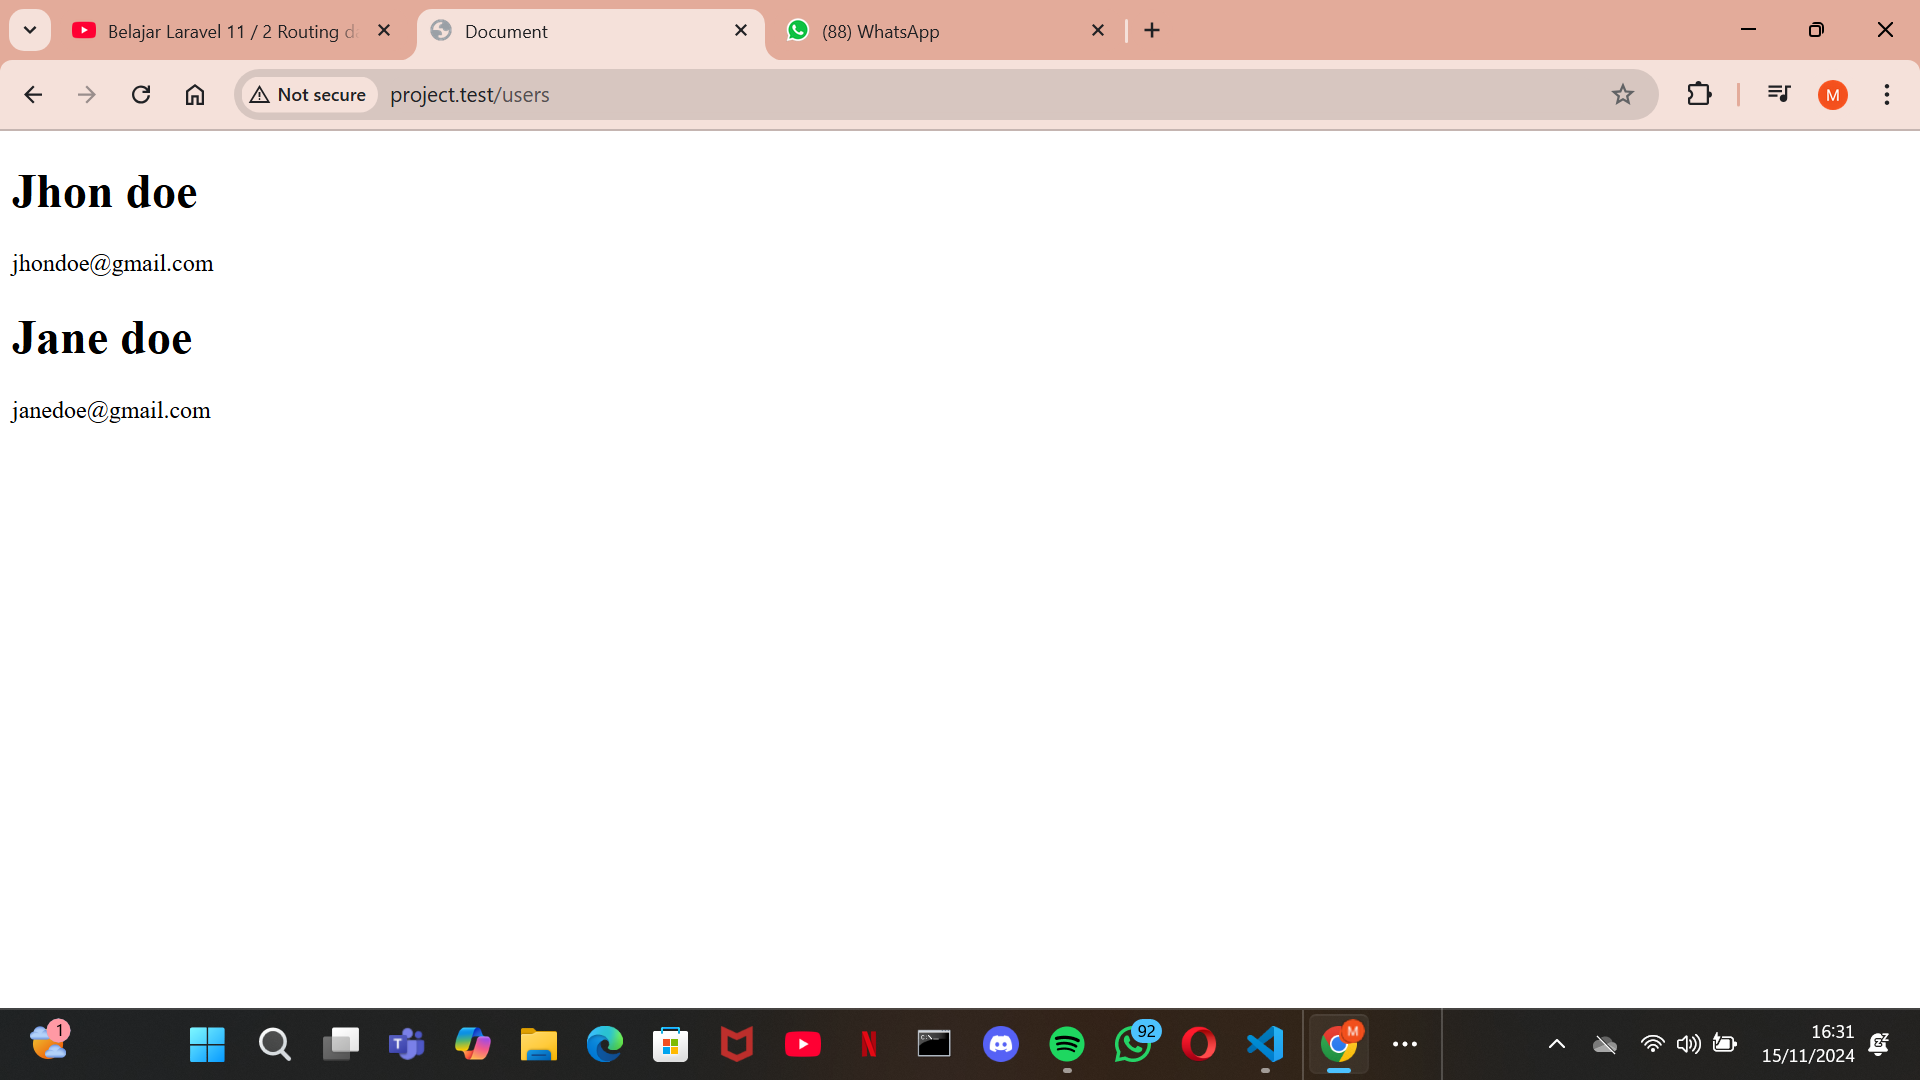 Belajar Laravel 11 / 2 Routing da
Document
(88) WhatsApp
Not secure
project.test/users
M
Jhon doe
jhondoe@gmail.com
Jane doe
janedoe@gmail.com
1
T
N
C:\_
92
M
16:31
15/11/2024